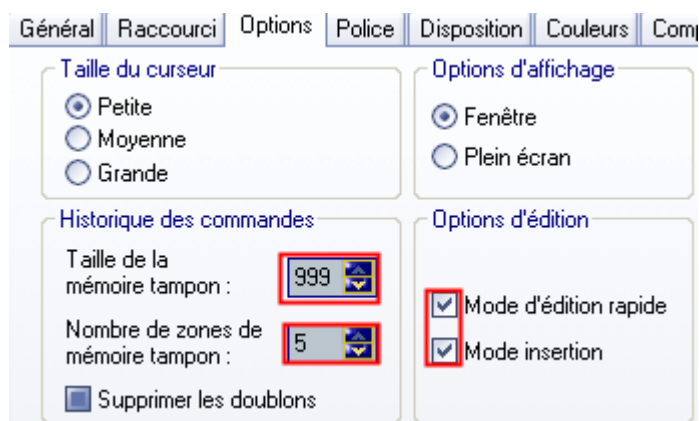 Général Raccourci Options Police Disposition Couleurs
Taille du curseur
Petite
Moyenne
Grande
Options d'affichage
Fenêtre
Plein écran
Historique des commandes
Taille de la
mémoire tampon : 999
Nombre de zones de
mémoire tampon : 5
Supprimer les doublons
Options d'édition
Mode d'édition rapide
Mode insertion